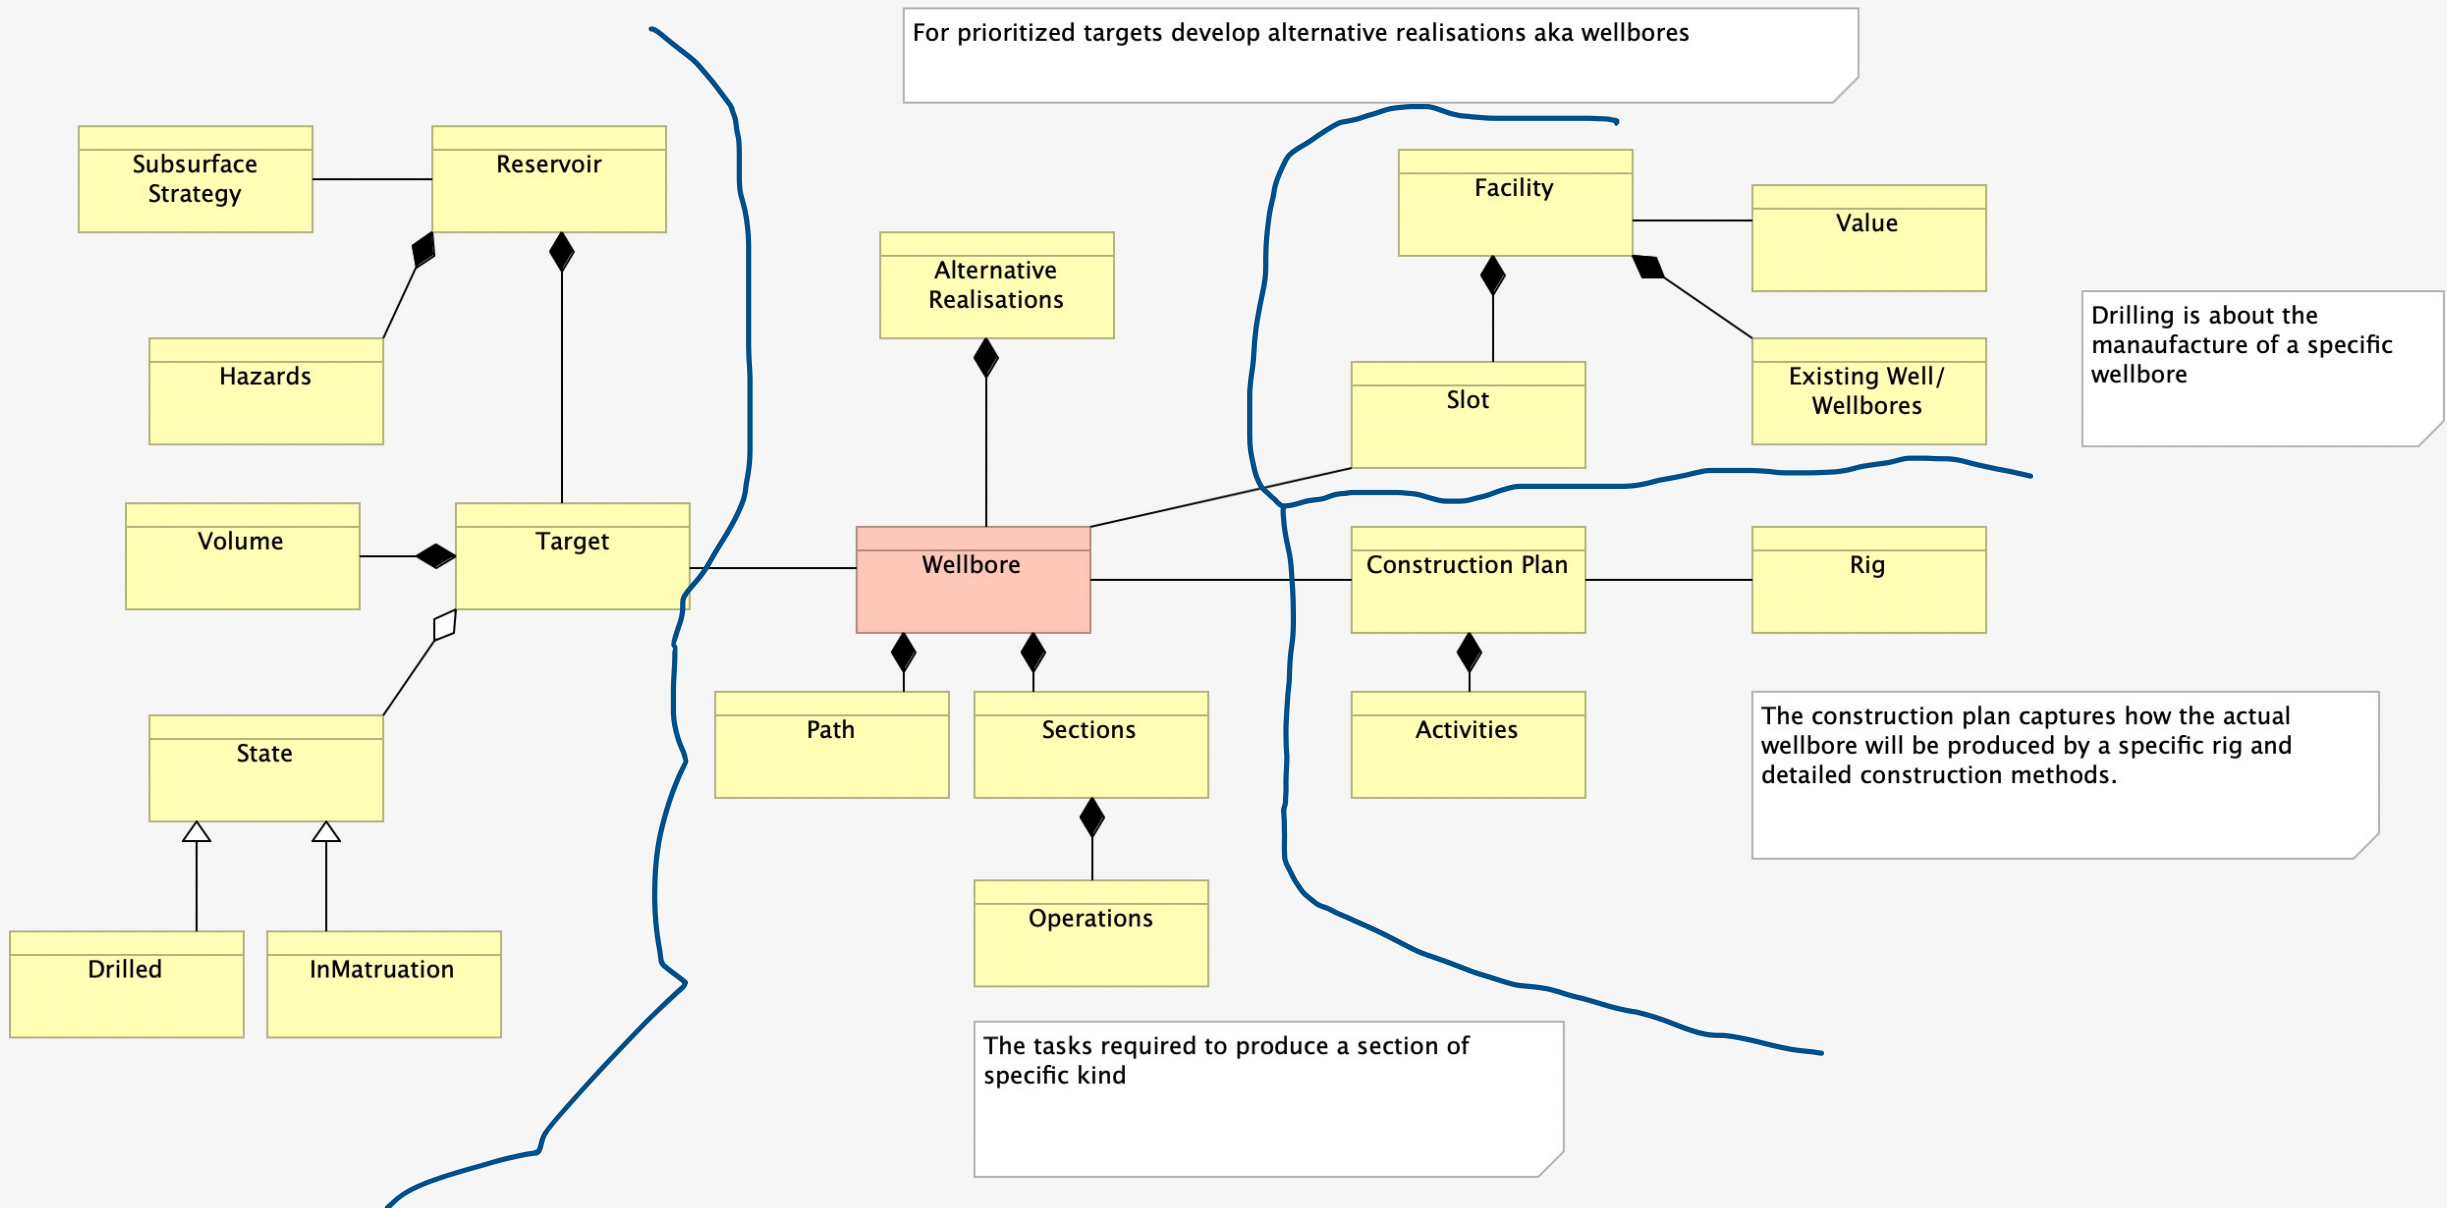 For prioritized targets develop alternative realisations aka wellbores
Subsurface
Strategy
Reservoir
Facility
Value
Alternative
Realisations
Drilling is about the
manaufacture of a specific
wellbore
Hazards
Slot
Existing Well/
Wellbores
Volume
Target
Wellbore
Construction Plan
Rig
State
Path
Sections
Activities
The construction plan captures how the actual
wellbore will be produced by a specific rig and
detailed construction methods.
Operations
Drilled
InMatruation
The tasks required to produce a section of
specific kind